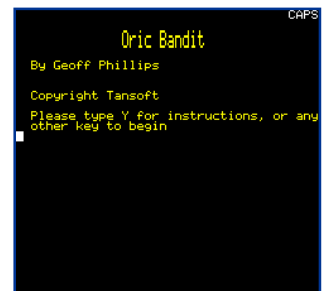 CAPS
Oric Bandit
By Geoff Phillips
Copyright Tansoft
Please type Y for instructions, or any
other key to begin